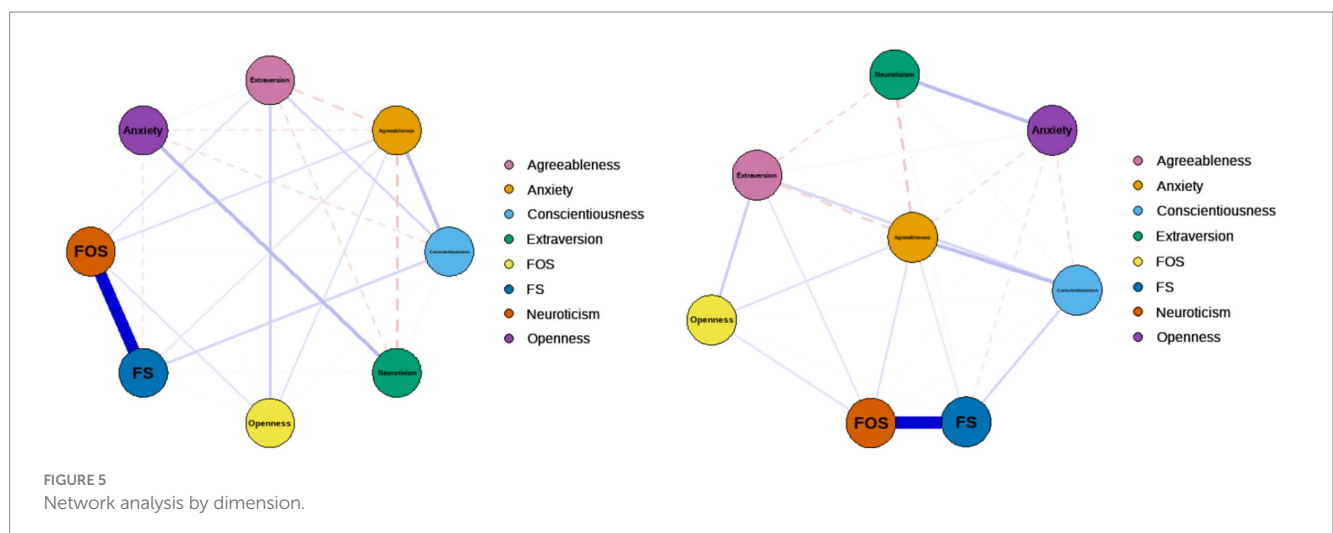 Extraversion
Anxiety
Agreeableness
FOS
Conscientiousness
FS
Neuroticism
Openness
Agreeableness
Anxiety
Conscientiousness
Extraversion
FOS
FS
Neuroticism
Openness
Neuroticism
Anxiety
Extraversion
Agreeableness
Conscientiousness
Openness
FOS
FS
Agreeableness
Anxiety
Conscientiousness
Extraversion
FOS
FS
Neuroticism
Openness
FIGURE 5
Network analysis by dimension.